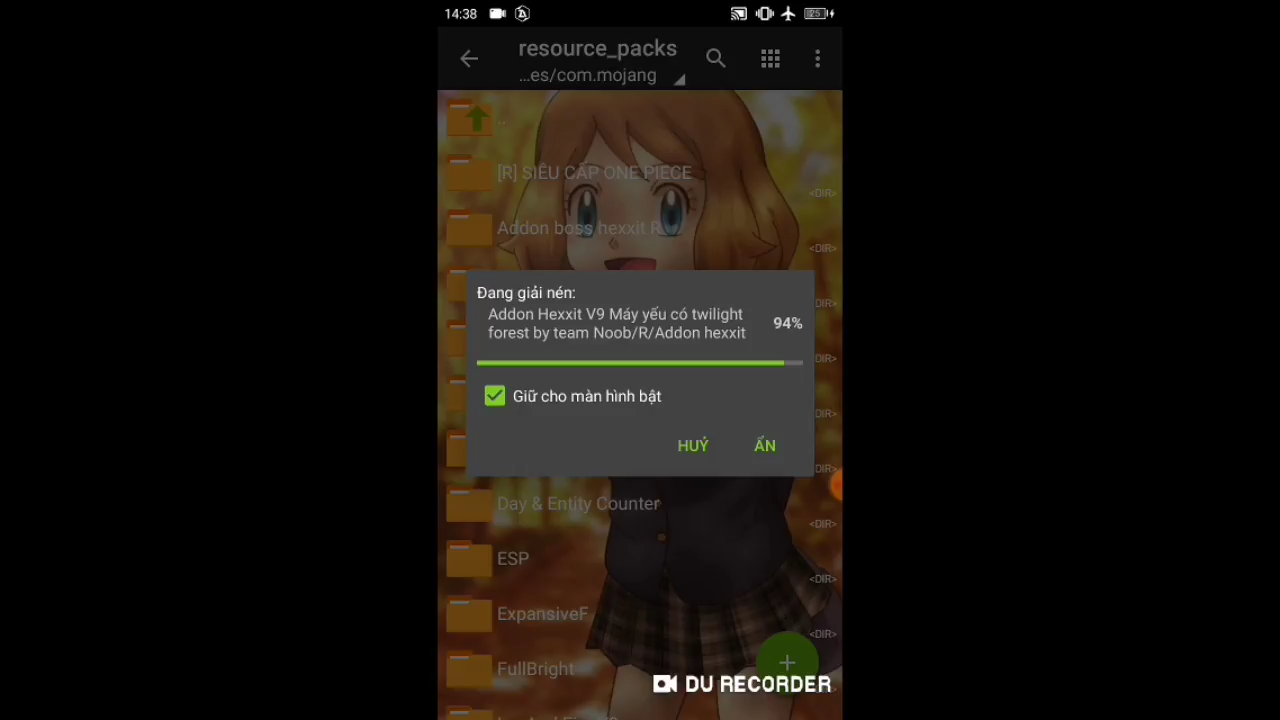 14:38
25
resource_packs
...es/com.mojang
..
[R] SIÊU CẤP ONE PIECE
<DIR>
Addon boss hexxit R
<DIR>
Đang giải nén:
Addon Hexxit V9 Máy yếu có twilight
forest by team Noob/R/Addon hexxit
94%
Giữ cho màn hình bật
HUỶ ẨN
Day & Entity Counter
<DIR>
ESP
<DIR>
ExpansiveF
<DIR>
FullBright
DU RECORDER